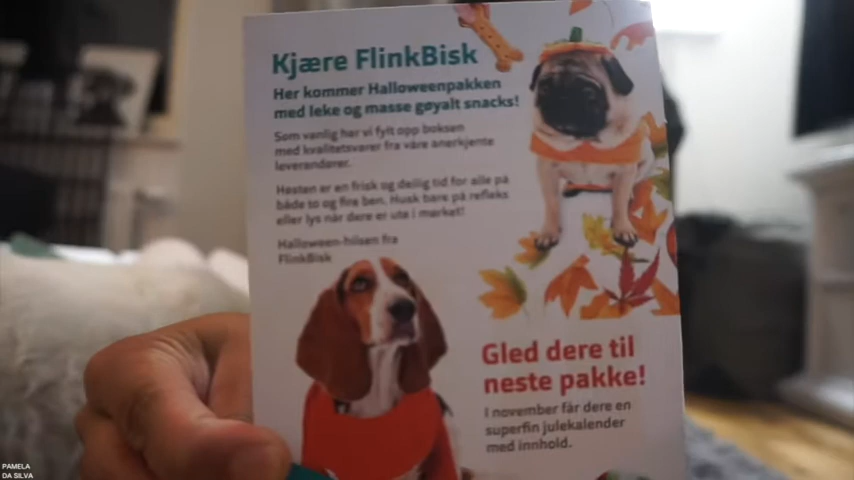 Kjære FlinkBisk
Her kommer Halloweenpakken
med leke og masse gøyalt snacks!
Som vanlig har vi fylt opp boksen
med kvalitetsvarer fra våre anerkjente
leverandører.
Høsten er en frisk og deilig tid for alle på
både to og fire ben. Husk bare på refleks
eller lys når dere er ute i mørket!
Halloween-hilsen fra
FlinkBisk
Gled dere til
neste pakke!
I november får dere en
superfin julekalender
med innhold.
PAMELA
DA SILVA